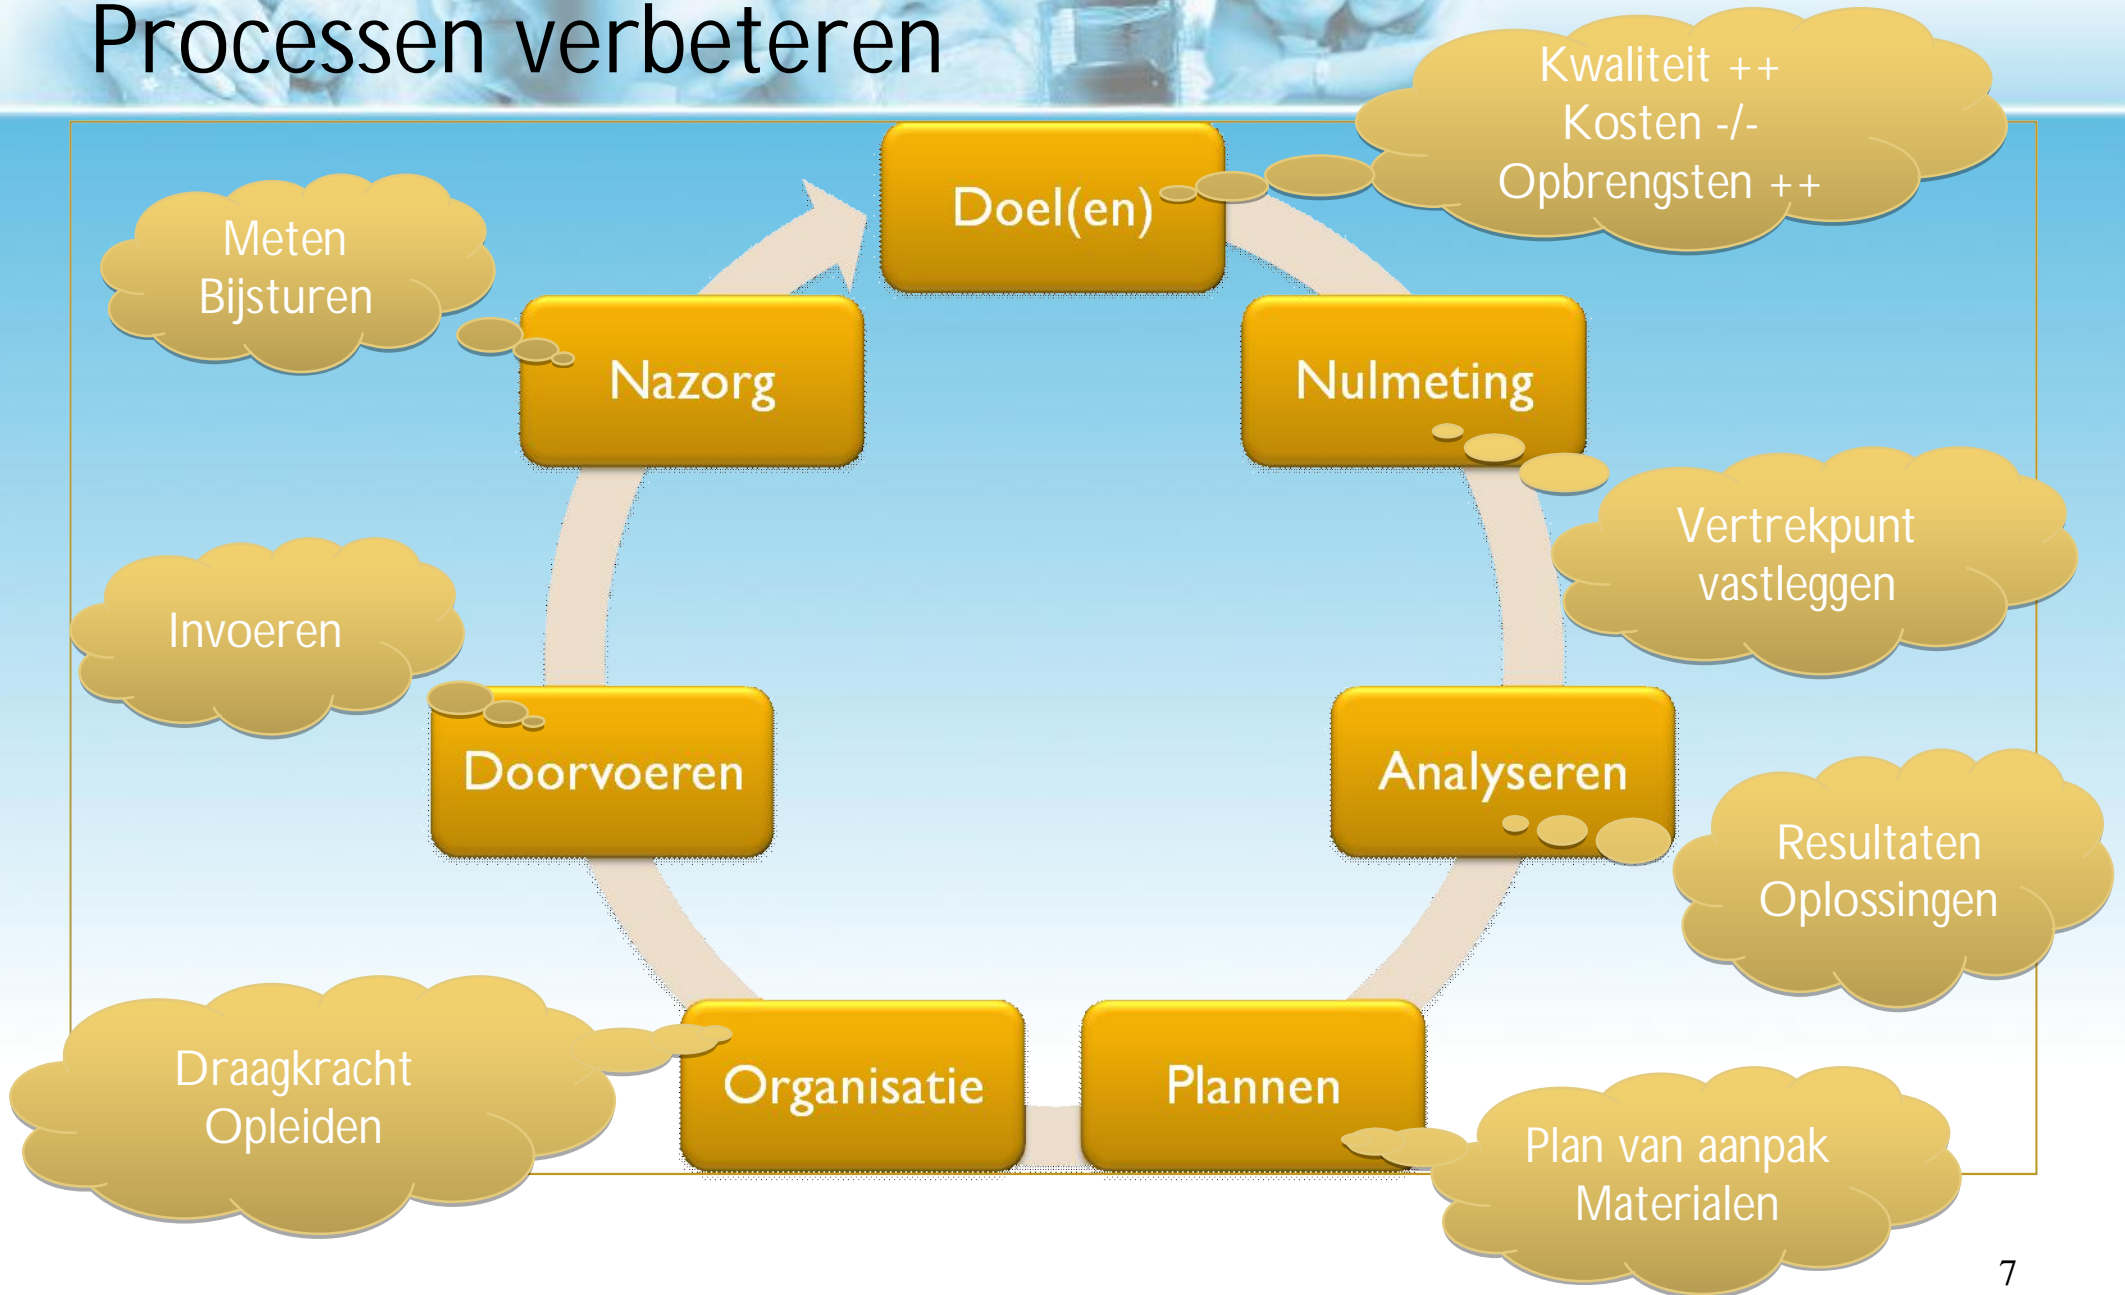 Processen verbeteren
Kwaliteit ++
Kosten -/-
Opbrengsten ++
Doel(en)
Meten
Bijsturen
Nazorg
Nulmeting
Vertrekpunt
vastleggen
Invoeren
Doorvoeren
Analyseren
Resultaten
Oplossingen
Draagkracht
Opleiden
Organisatie
Plannen
Plan van aanpak
Materialen
7